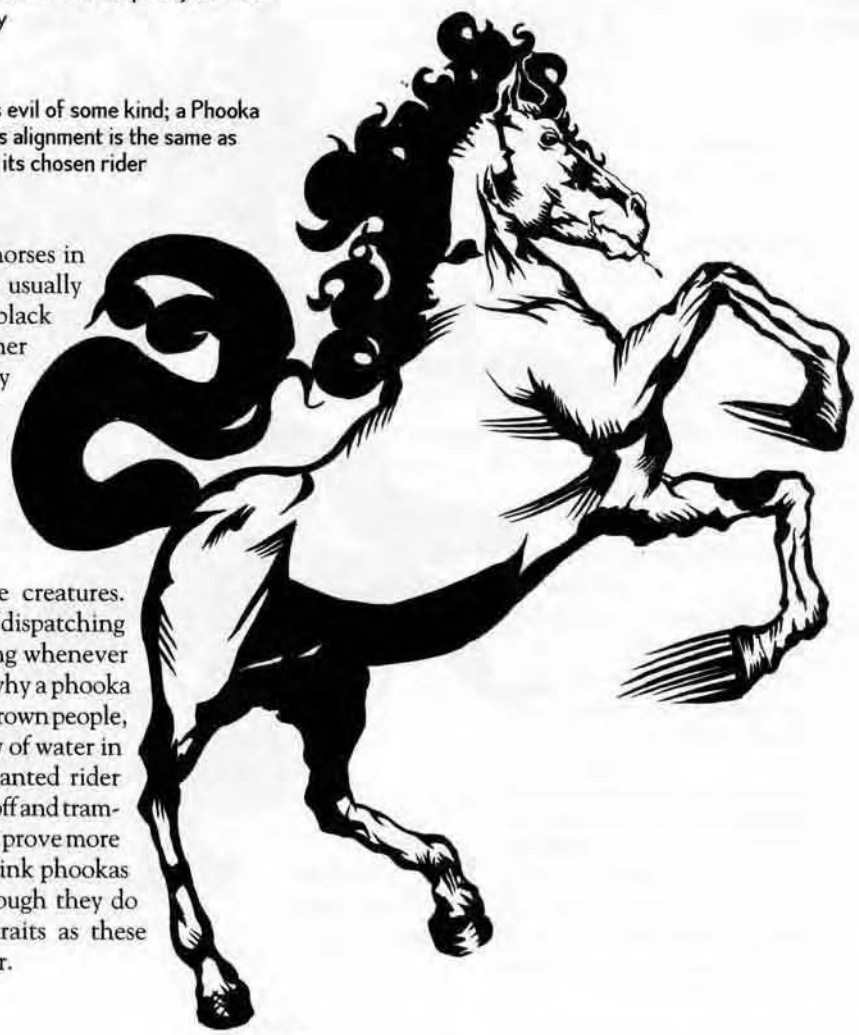 y
s evil of some kind; a Phooka
s alignment is the same as
its chosen rider
horses in
usually
black
her
y
e creatures.
dispatching
ng whenever
why a phooka
rown people,
y of water in
anted rider
off and tram-
prove more
ink phookas
ough they do
raits as these
r.